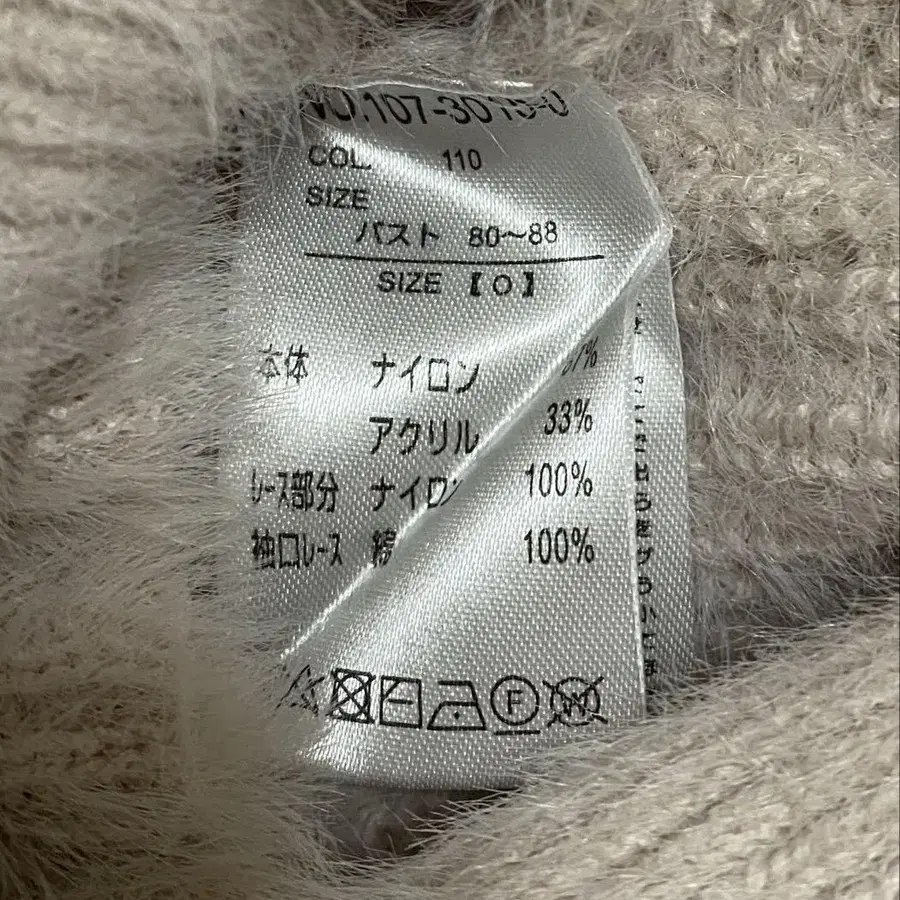 NO.107-3015-0
COL. 110
SIZE
バスト 80〜88
SIZE 【O】
本体 ナイロン
アクリル 33%
レース部分 ナイロン 100%
袖口レース 綿 100%
F
W